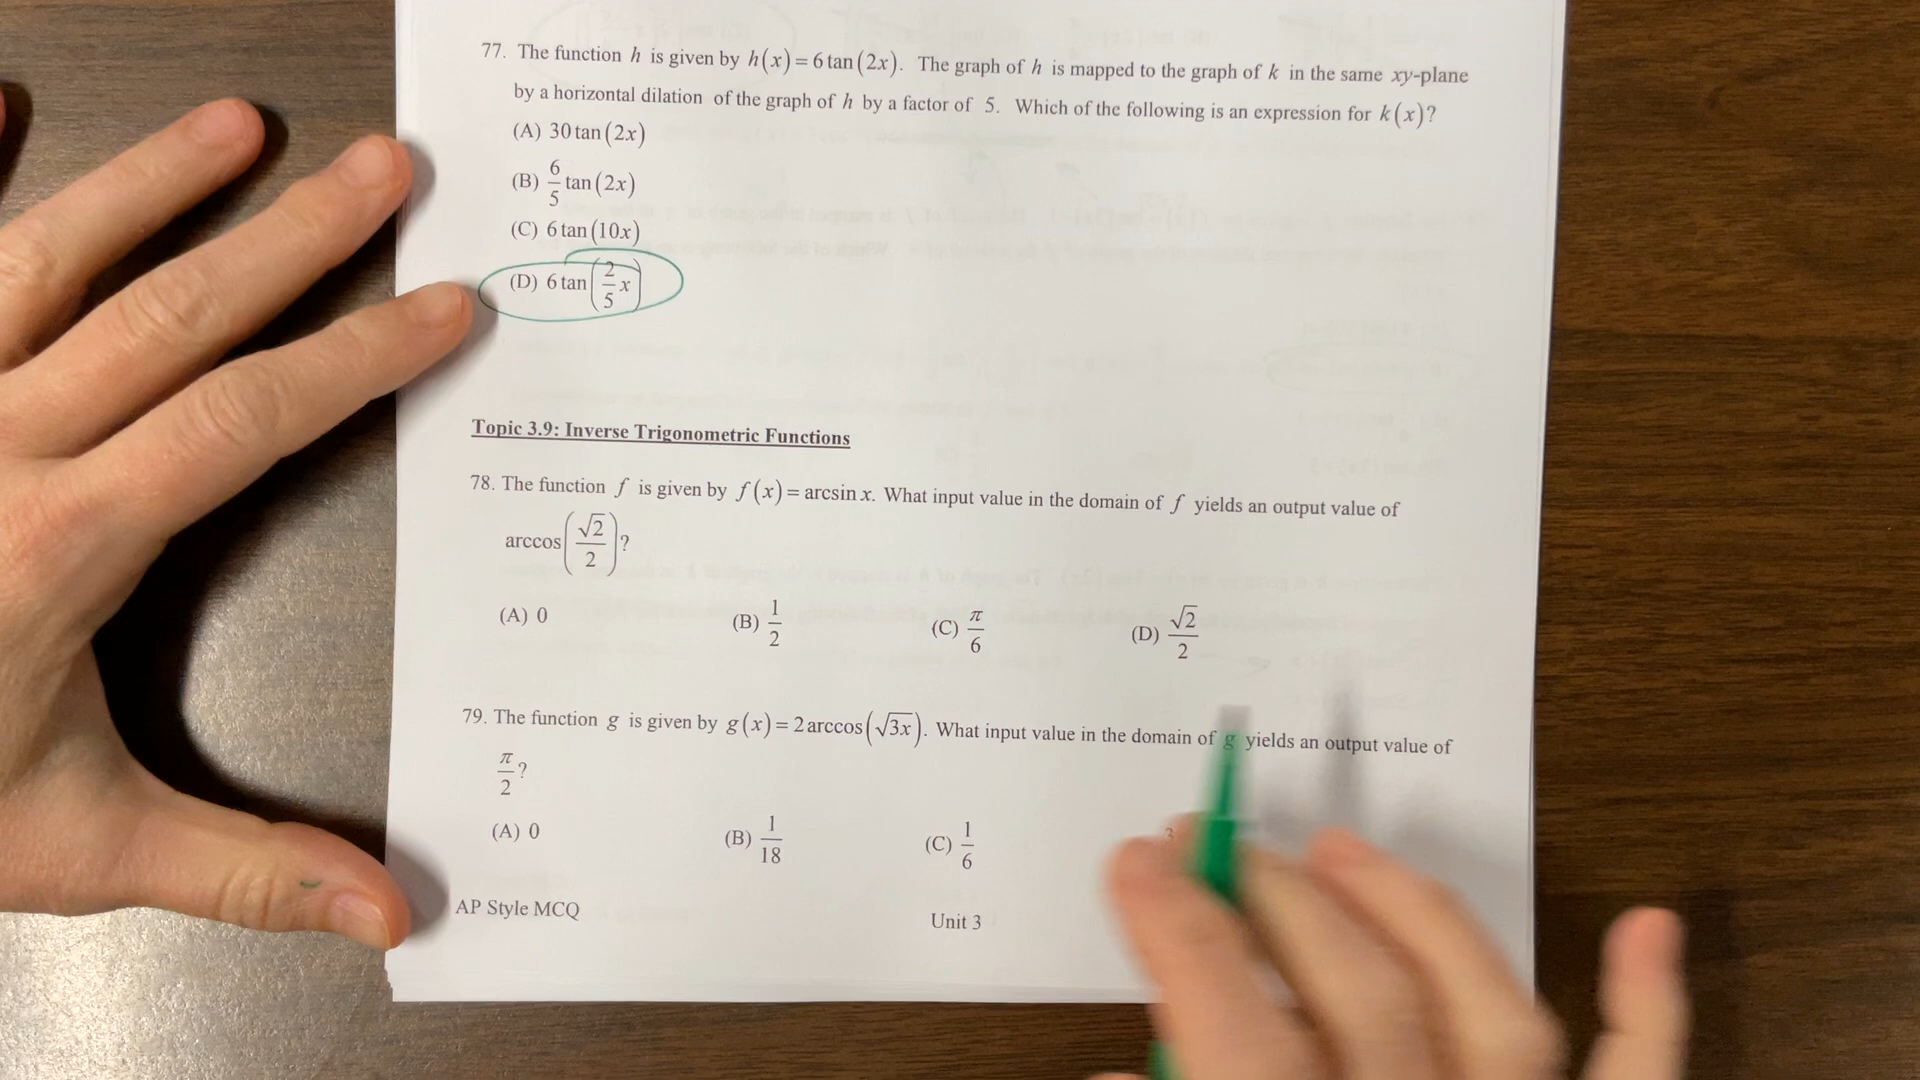 77. The function h is given by h(x) = 6 tan(2x). The graph of h is mapped to the graph of k in the same xy-plane
by a horizontal dilation of the graph of h by a factor of 5. Which of the following is an expression for k(x)?
(A) 30 tan(2x)
(B) 6/5 tan(2x)
(C) 6 tan(10x)
(D) 6 tan(2/5 x)
Topic 3.9: Inverse Trigonometric Functions
78. The function f is given by f(x) = arcsin x. What input value in the domain of f yields an output value of
arccos(√2/2)?
(A) 0 (B) 1/2 (C) π/6 (D) √2/2
79. The function g is given by g(x) = 2 arccos(√3x). What input value in the domain of g yields an output value of
π/2?
(A) 0 (B) 1/18 (C) 1/6
AP Style MCQ Unit 3